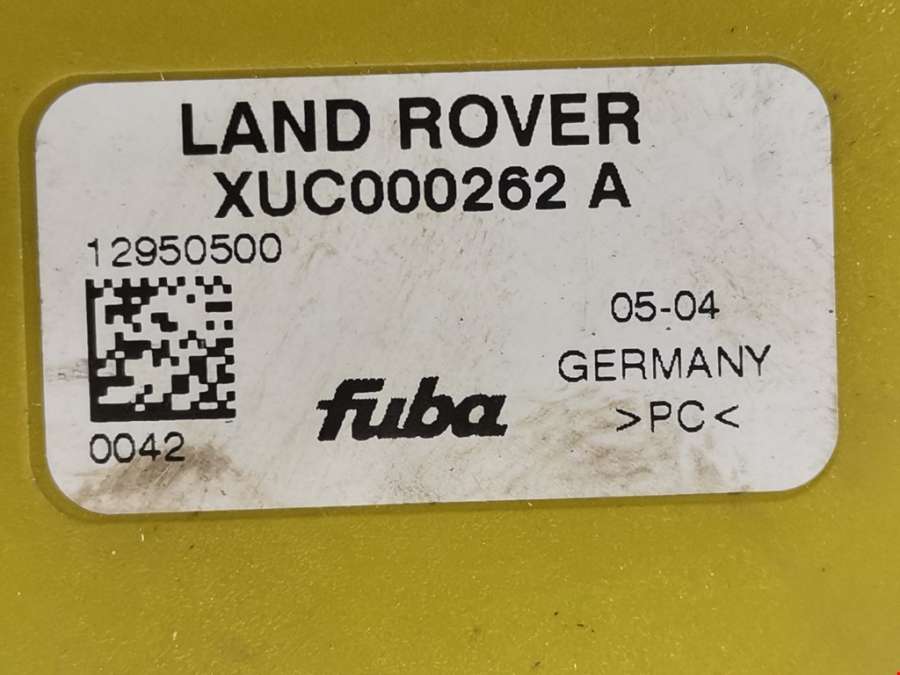 LAND ROVER
XUC000262 A
12950500
05-04
GERMANY
>PC<
fuba
0042